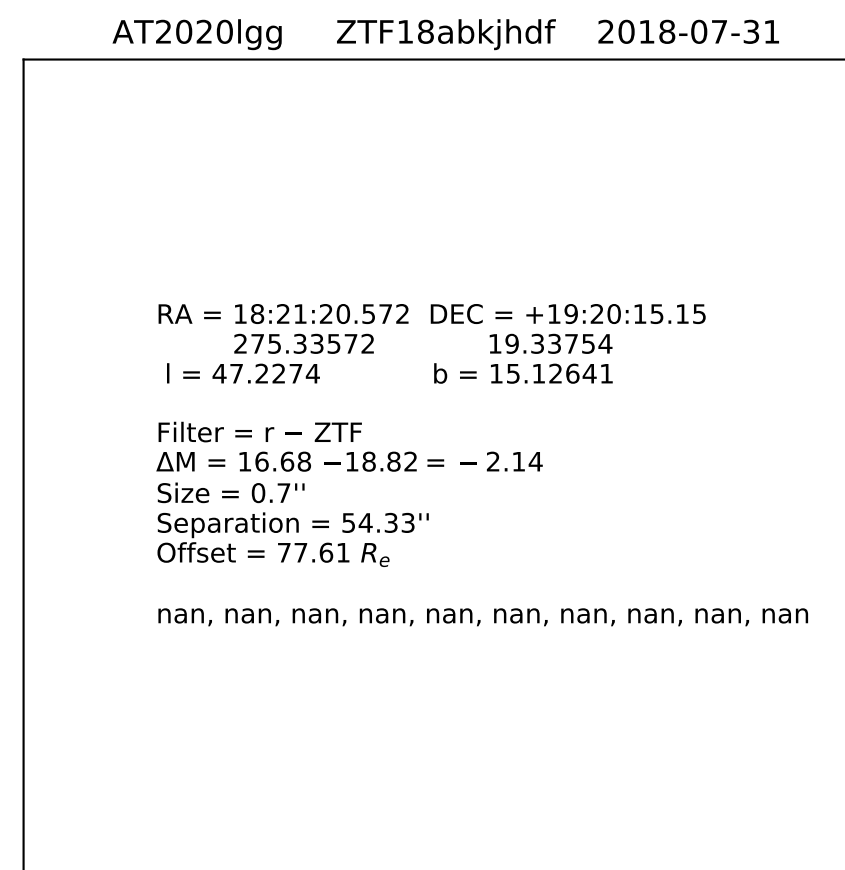 AT2020lgg ZTF18abkjhdf 2018-07-31
RA = 18:21:20.572 DEC = +19:20:15.15
275.33572 19.33754
l = 47.2274 b = 15.12641
Filter = r − ZTF
ΔM = 16.68 −18.82 = − 2.14
Size = 0.7''
Separation = 54.33''
Offset = 77.61 Re
nan, nan, nan, nan, nan, nan, nan, nan, nan, nan